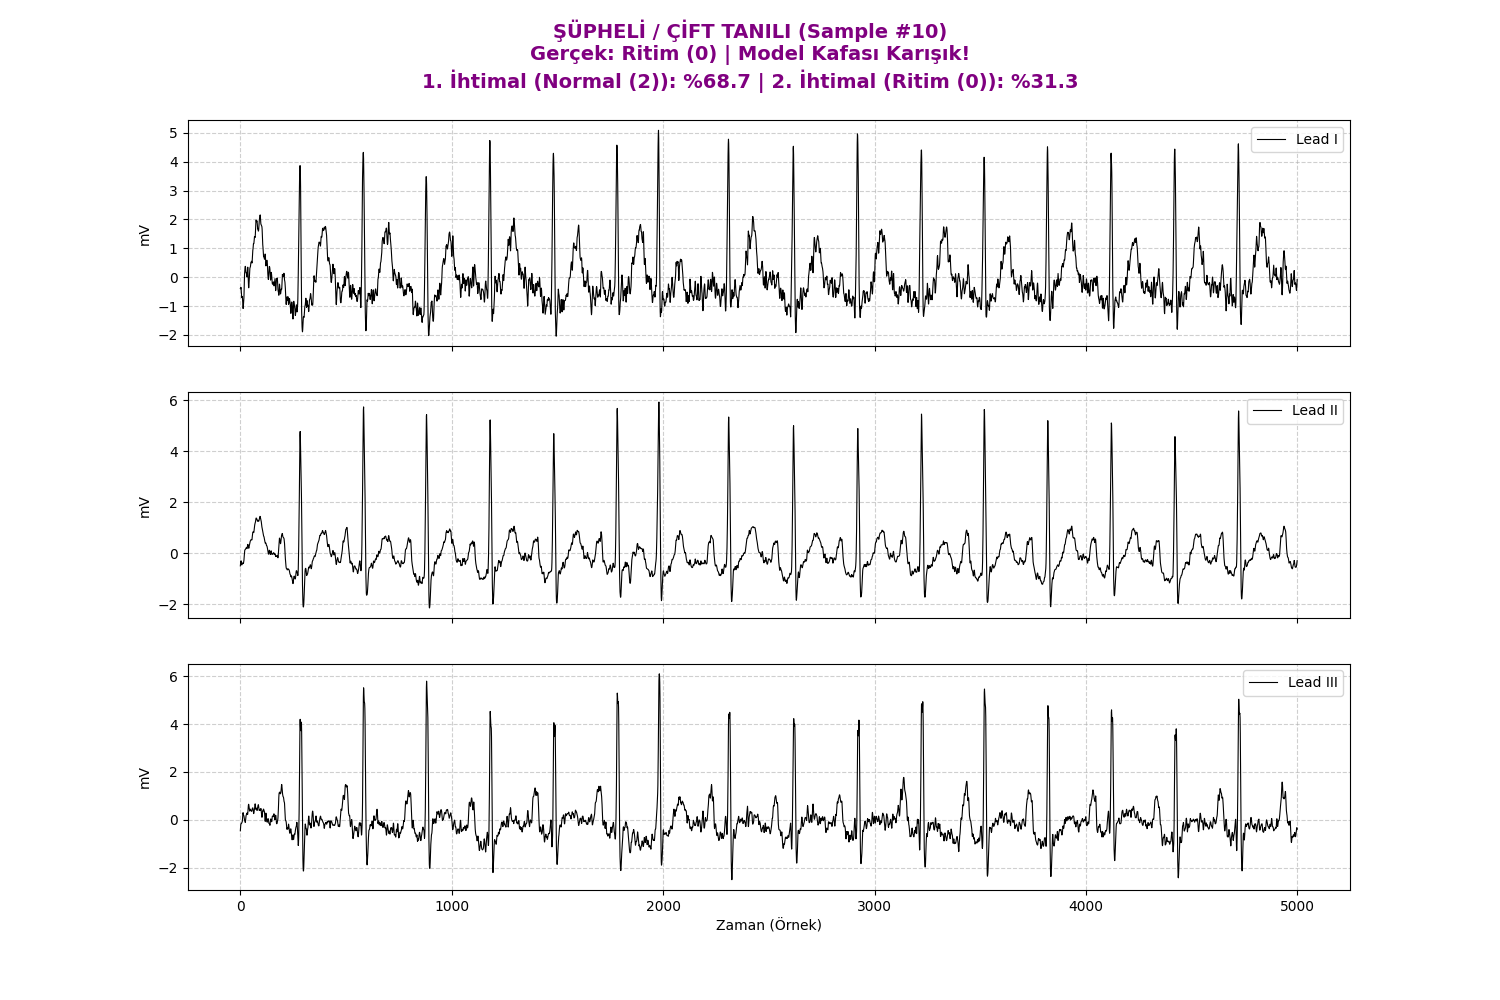 ŞÜPHELİ / ÇİFT TANILI (Sample #10)
Gerçek: Ritim (0) | Model Kafası Karışık!
1. İhtimal (Normal (2)): %68.7 | 2. İhtimal (Ritim (0)): %31.3
Lead I
5
4
3
2
1
0
−1
−2
mV
Lead II
6
4
2
0
−2
mV
Lead III
6
4
2
0
−2
mV
0 1000 2000 3000 4000 5000
Zaman (Örnek)